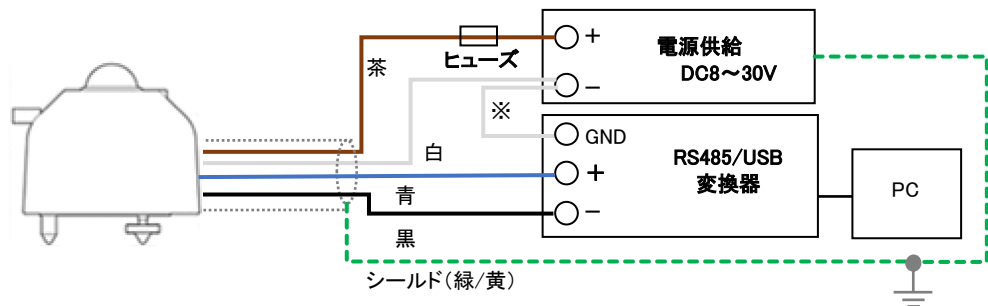 +
ヒューズ
電源供給
DC8～30V
茶
−
※
GND
白
RS485/USB
変換器
+
PC
青
−
黒
シールド(緑/黄)